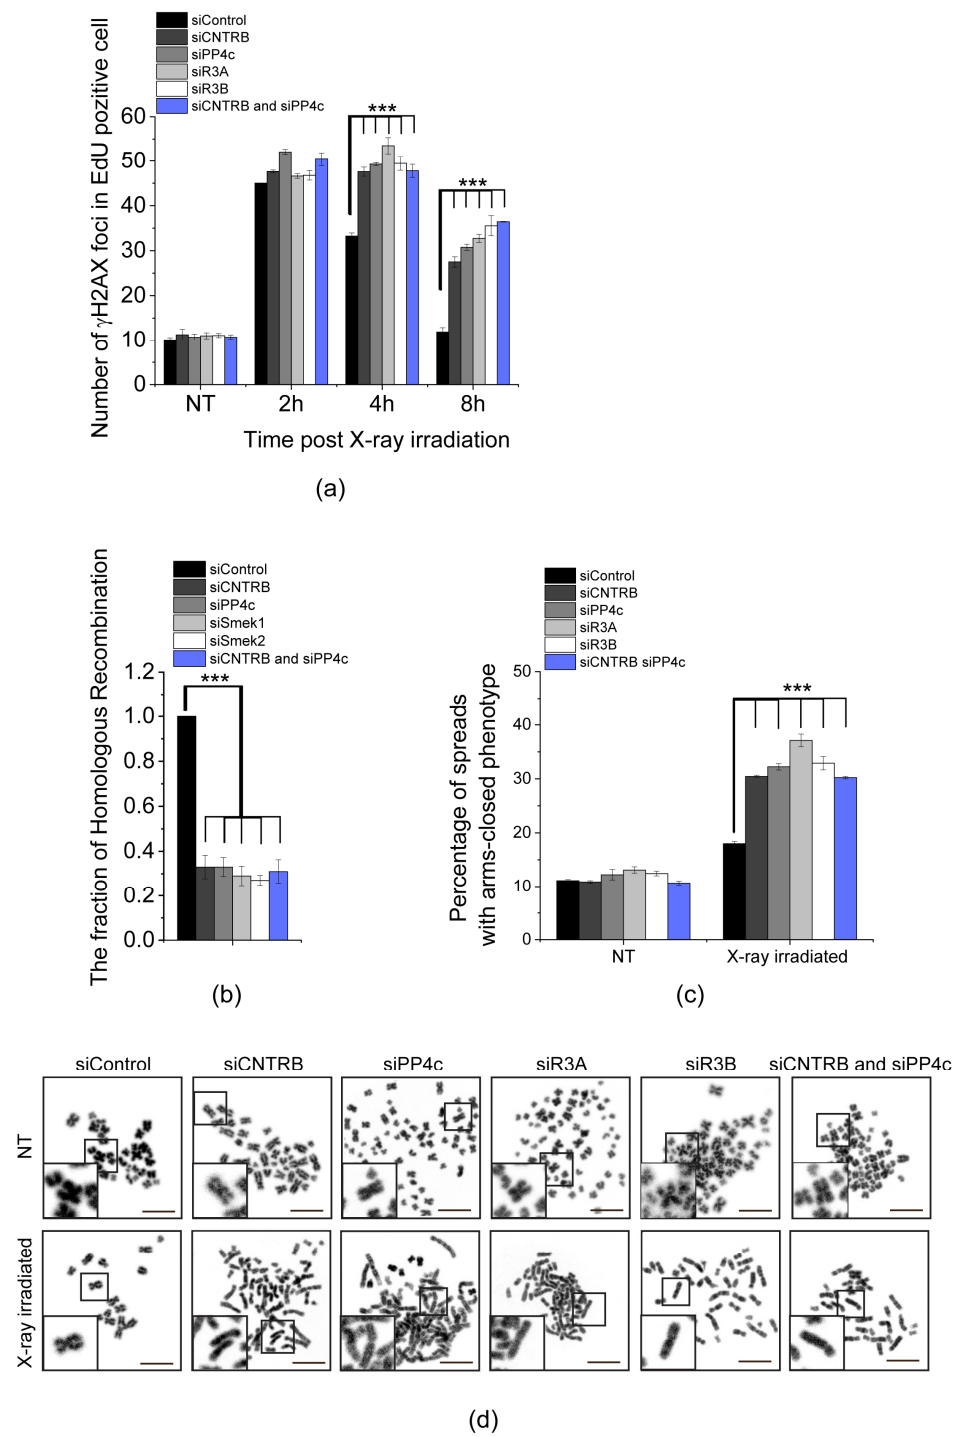 siControl
siCNTRB
siPP4c
siR3A
siR3B
siCNTRB and siPP4c
Number of γH2AX foci in EdU pozitive cell
60
50
40
30
20
10
0
***
***
NT
2h
4h
8h
Time post X-ray irradiation
(a)
siControl
siCNTRB
siPP4c
siSmek1
siSmek2
siCNTRB and siPP4c
The fraction of Homologous Recombination
1.2
1.0
0.8
0.6
0.4
0.2
0.0
***
(b)
siControl
siCNTRB
siPP4c
siR3A
siR3B
siCNTRB siPP4c
Percentage of spreads
with arms-closed phenotype
50
40
30
20
10
0
***
NT
X-ray irradiated
(c)
siControl
siCNTRB
siPP4c
siR3A
siR3B
siCNTRB and siPP4c
NT
X-ray irradiated
(d)